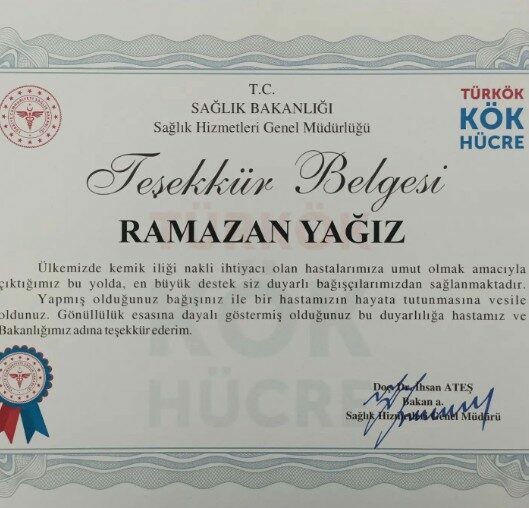 T.C.
SAĞLIK BAKANLIĞI
Sağlık Hizmetleri Genel Müdürlüğü
TÜRKÖK
KÖK
HÜCRE
Teşekkür Belgesi
RAMAZAN YAĞIZ
Ülkemizde kemik iliği nakli ihtiyacı olan hastalarımıza umut olmak amacıyla
çıktığımız bu yolda, en büyük destek siz duyarlı bağışçılarımızdan sağlanmaktadır.
Yapmış olduğunuz bağışınız ile bir hastamızın hayata tutunmasına vesile
oldunuz. Gönüllülük esasına dayalı göstermiş olduğunuz bu duyarlılığa hastamız ve
Bakanlığımız adına teşekkür ederim.
Doç. Dr. İhsan ATEŞ
Bakan a.
Sağlık Hizmetleri Genel Müdürü
TÜRKÖK
KÖK
HÜCRE